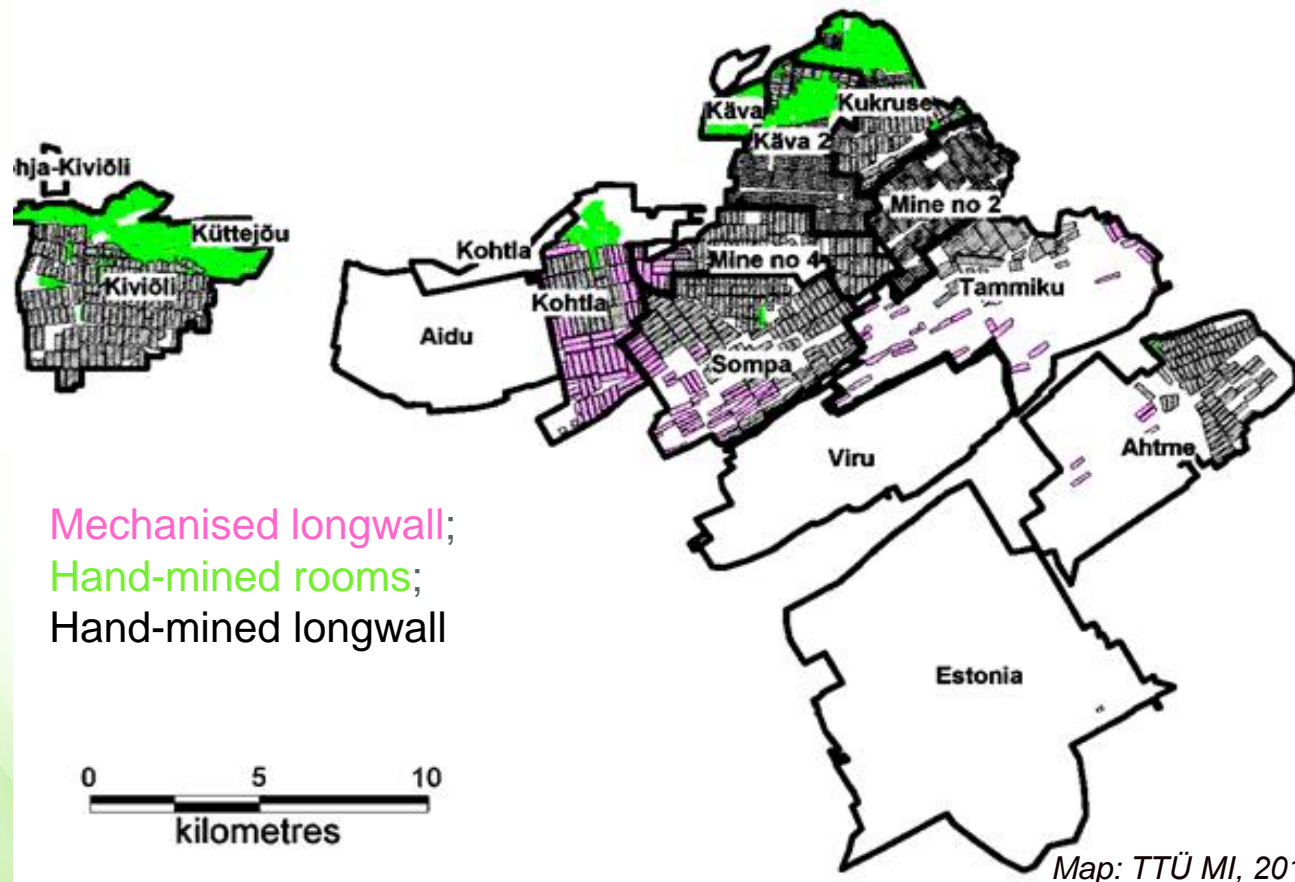 Käva
Kukruse
Käva 2
hja-Kiviõli
Mine no 2
Küttejõu
Kohtla
Mine no 4
Kiviõli
Kohtla
Tammiku
Aidu
Sompa
Ahtme
Viru
Mechanised longwall;
Hand-mined rooms;
Hand-mined longwall
Estonia
0 5 10
kilometres
Map: TTÜ MI,